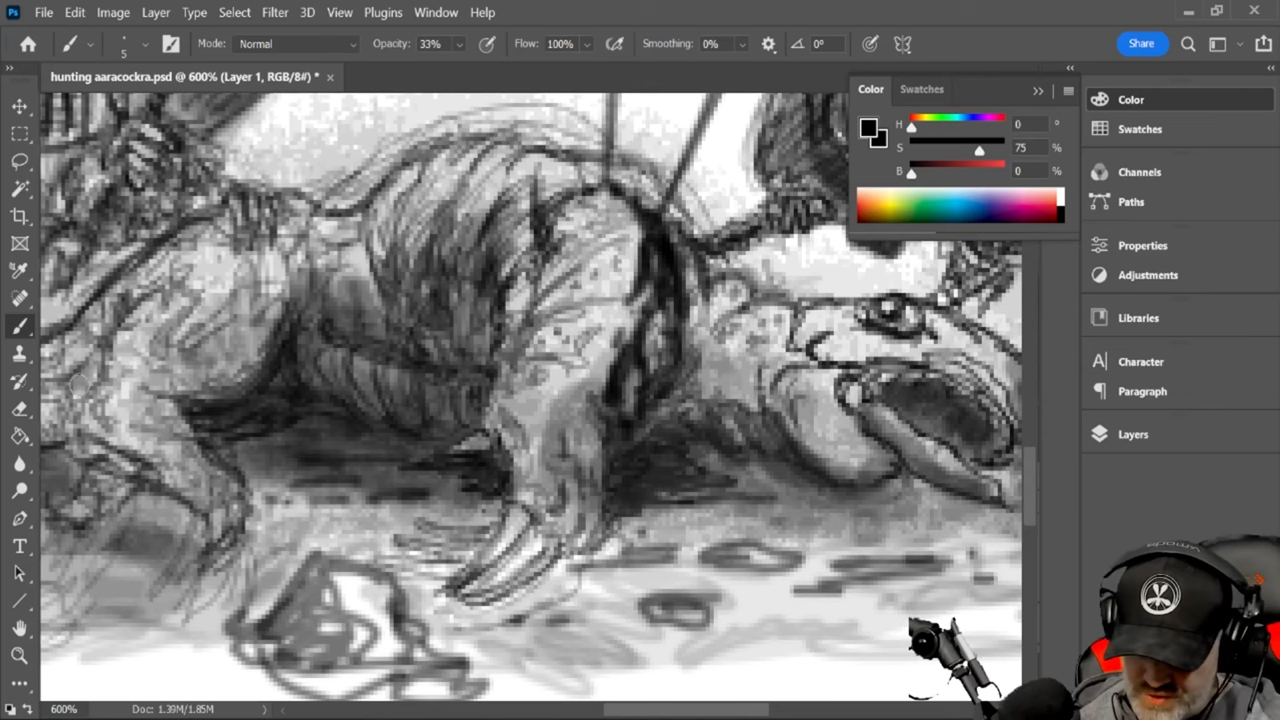 Ps File Edit Image Layer Type Select Filter 3D View Plugins Window Help
5 Mode: Normal Opacity: 33% Flow: 100% Smoothing: 0% 0° Share
hunting aaracockra.psd @ 600% (Layer 1, RGB/8#) * ×
Color Swatches
H 0 °
S 75 %
B 0 %
Color
Swatches
Channels
Paths
Properties
Adjustments
Libraries
Character
Paragraph
Layers
600% Doc: 1.39M/1.85M